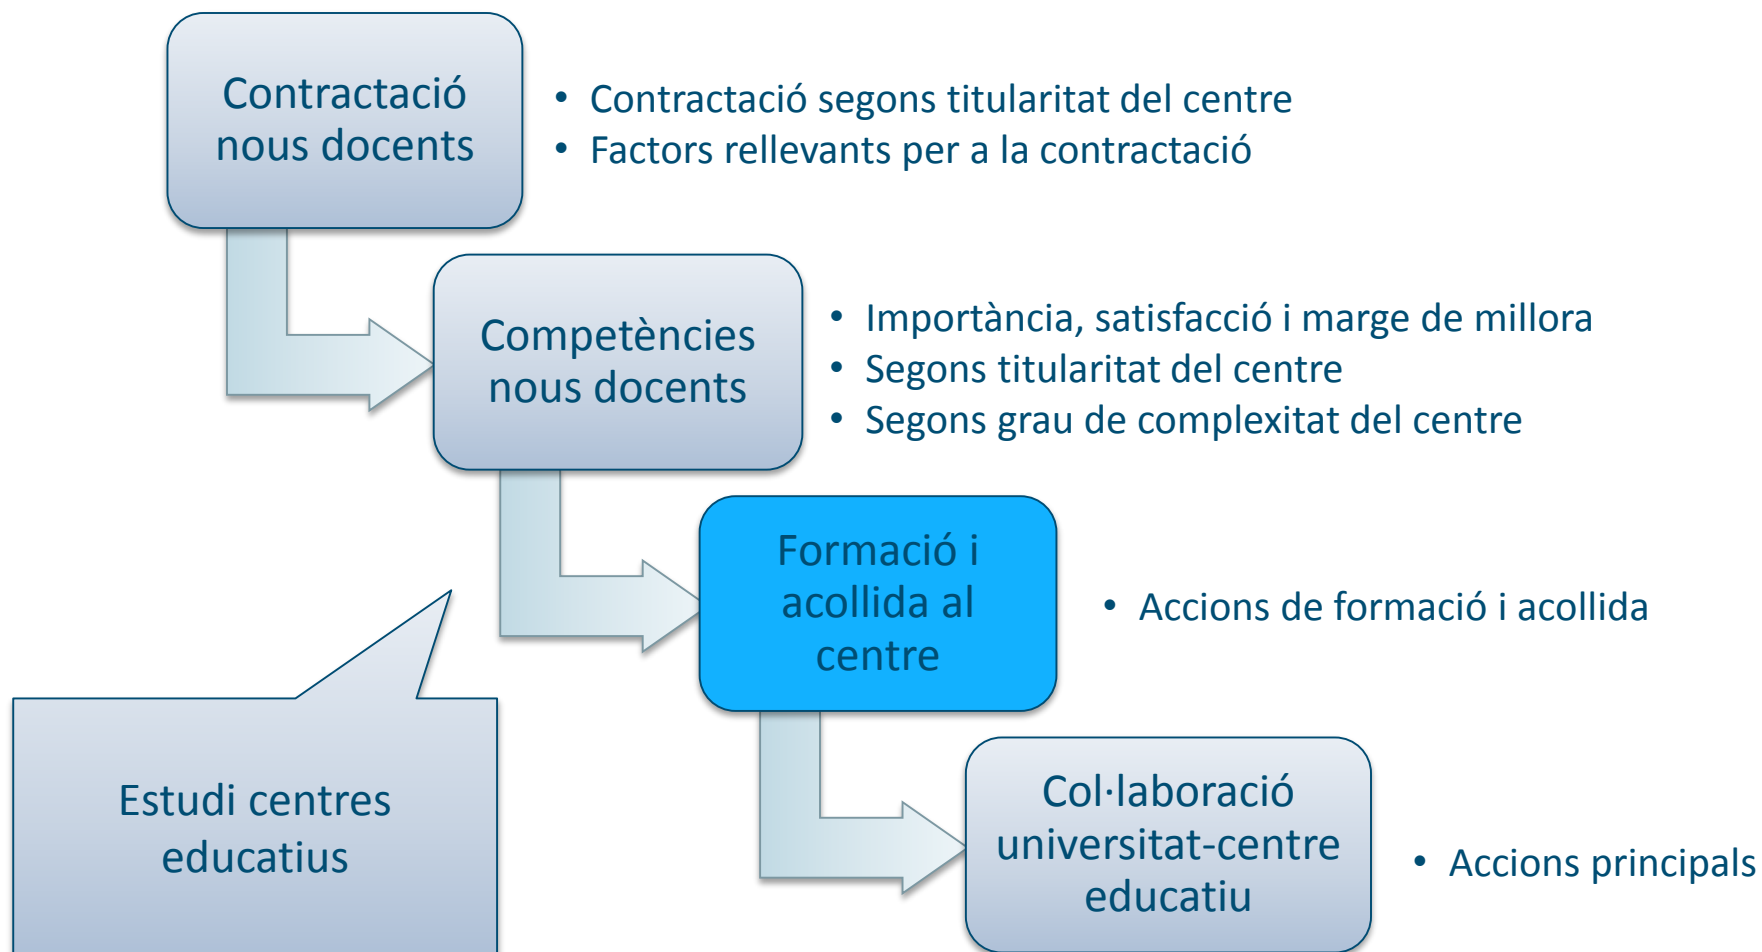 Contractació
nous docents
• Contractació segons titularitat del centre
• Factors rellevants per a la contractació
Competències
nous docents
• Importància, satisfacció i marge de millora
• Segons titularitat del centre
• Segons grau de complexitat del centre
Formació i
acollida al
centre
• Accions de formació i acollida
Estudi centres
educatius
Col·laboració
universitat-centre
educatiu
• Accions principals